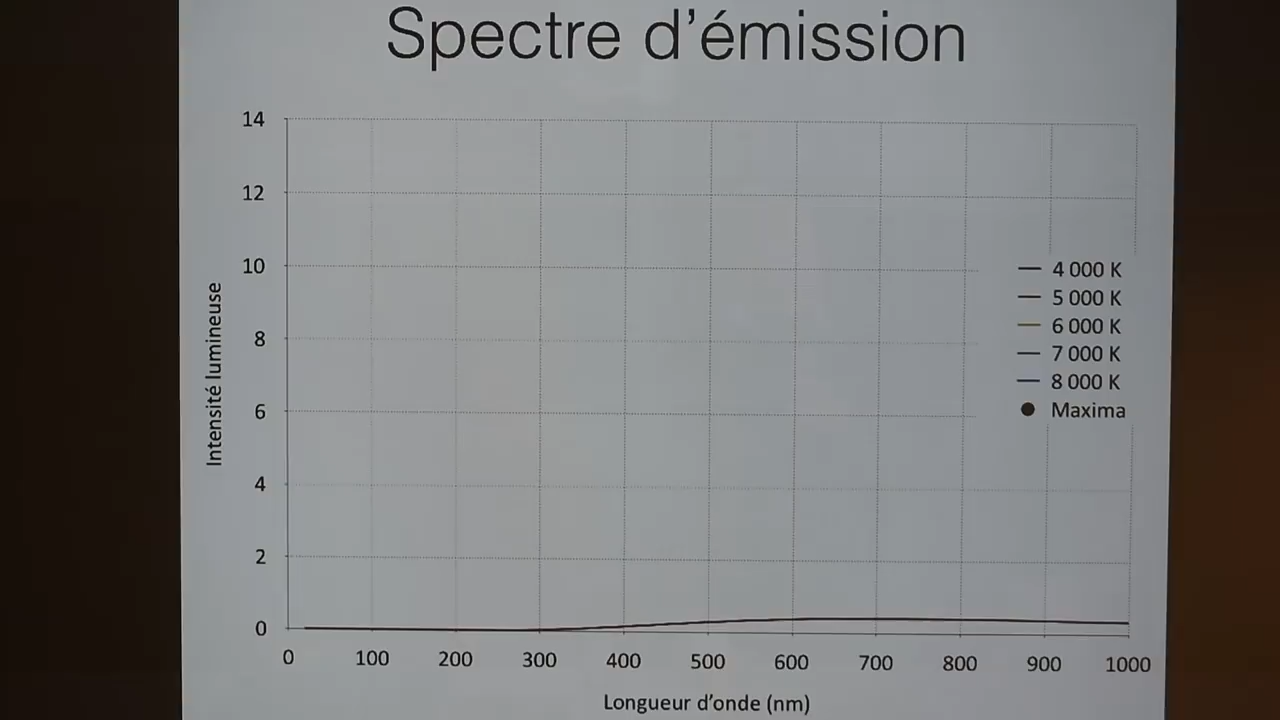 Spectre d'émission
14
12
10
8
6
4
2
0
Intensité lumineuse
4 000 K
5 000 K
6 000 K
7 000 K
8 000 K
Maxima
0 100 200 300 400 500 600 700 800 900 1000
Longueur d'onde (nm)